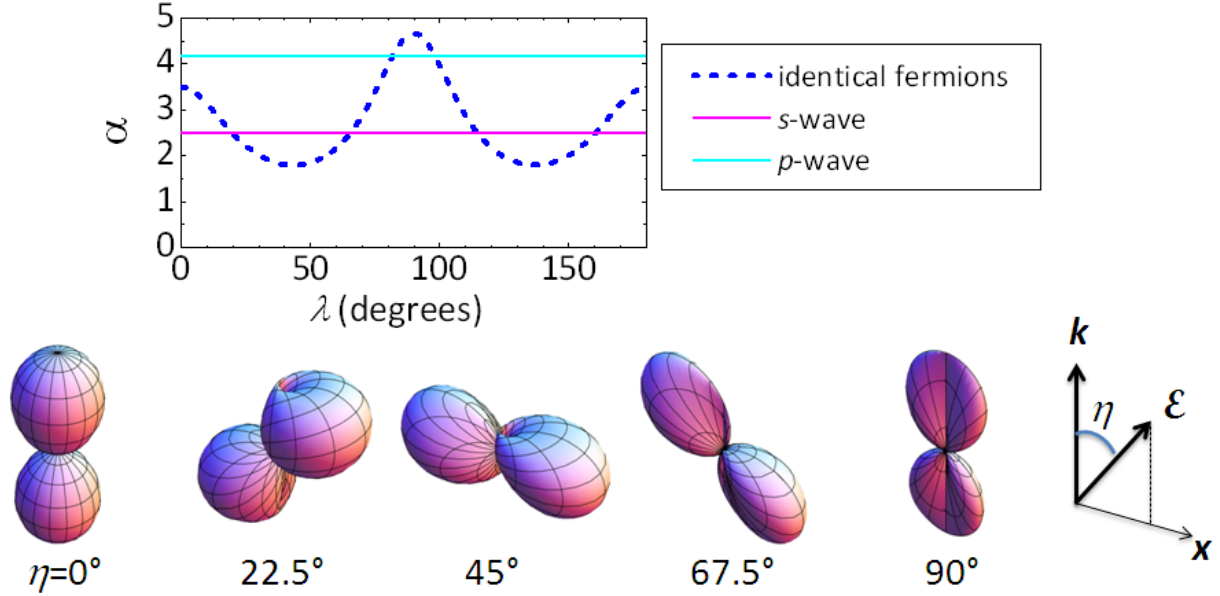 5
4
3
2
1
0
α
0 50 100 150
λ (degrees)
identical fermions
s-wave
p-wave
k
η
ε
x
η=0° 22.5° 45° 67.5° 90°